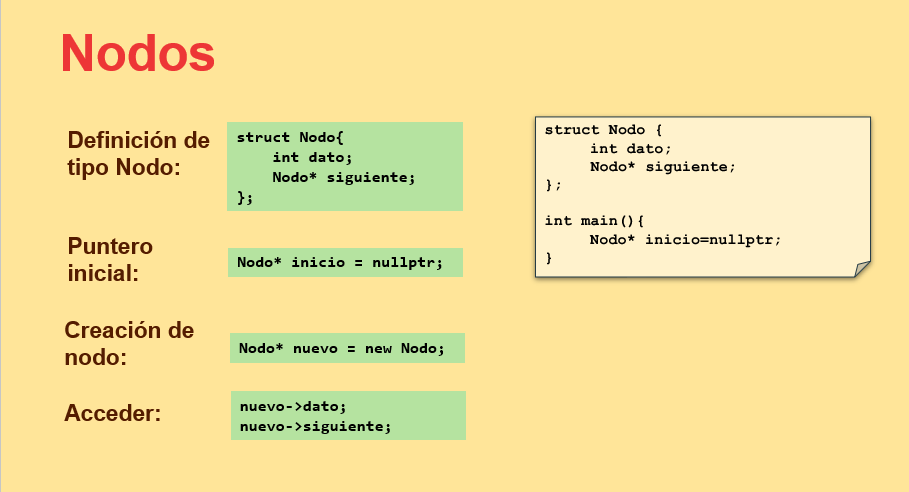 Nodos
Definición de
tipo Nodo:
struct Nodo{
    int dato;
    Nodo* siguiente;
};
Puntero
inicial:
Nodo* inicio = nullptr;
Creación de
nodo:
Nodo* nuevo = new Nodo;
Acceder:
nuevo->dato;
nuevo->siguiente;
struct Nodo {
     int dato;
     Nodo* siguiente;
};

int main(){
     Nodo* inicio=nullptr;
}